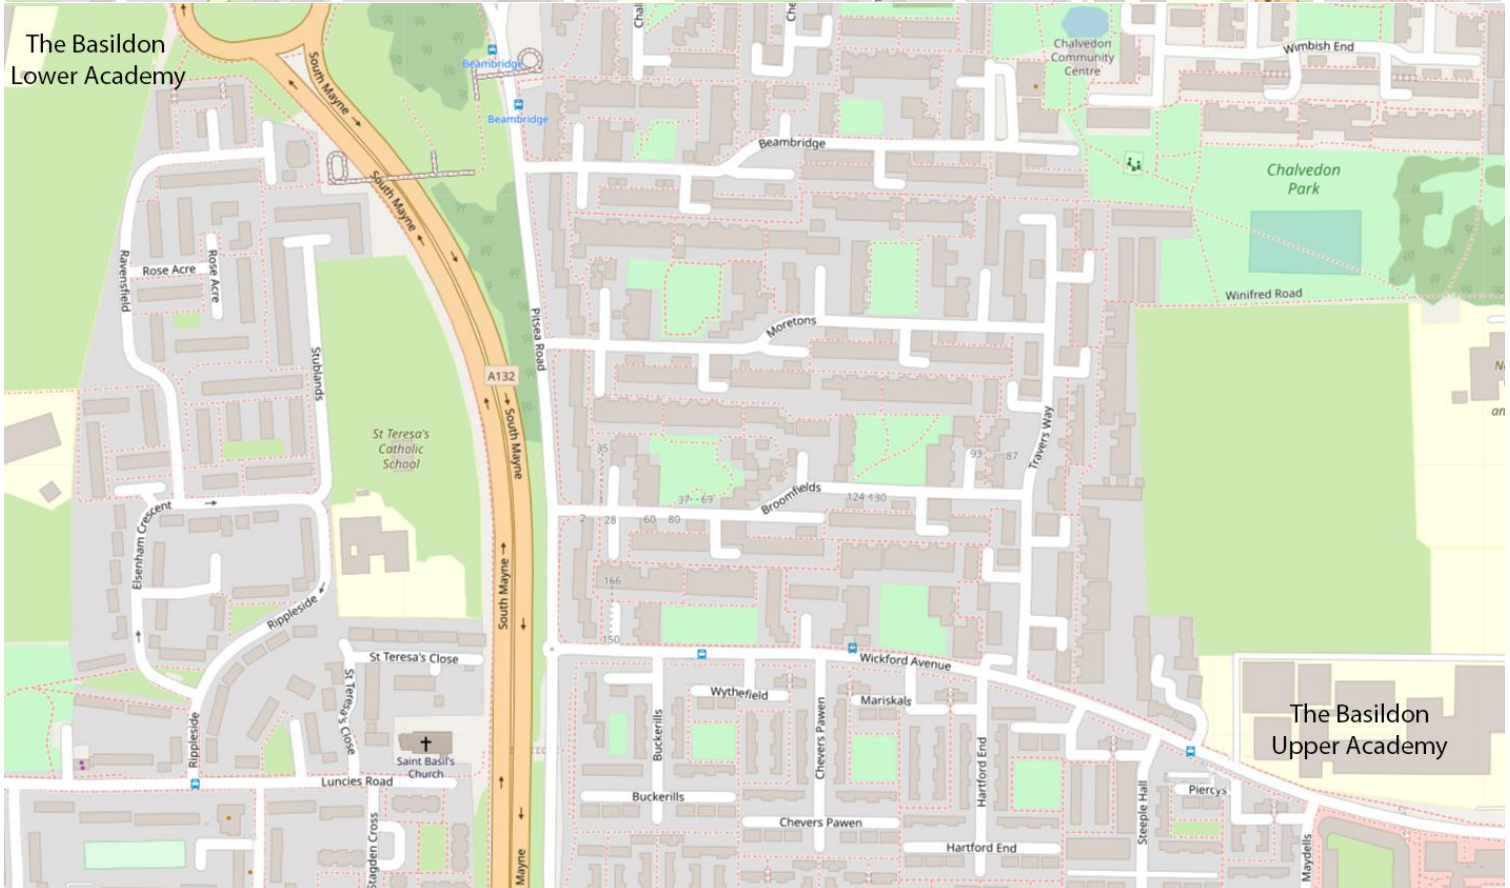 The Basildon
Lower Academy
South Mayne
Beambridge
Beambridge
Chalvedon
Community
Centre
Wimbish End
Beambridge
South Mayne
Chalvedon
Park
Ravensfield
Rose Acre
Rose Acre
Winifred Road
Pitsea Road
Moretons
Stublands
A132
South Mayne
St Teresa's
Catholic
School
Travers Way
35
93
87
37 - 69
Broomfields
124-130
2
28
60
80
Elsenham Crescent
South Mayne
166
Rippleside
150
St Teresa's Close
Wickford Avenue
St Teresa's Close
Wythefield
Mariskals
Buckerills
Chevers Pawen
Hartford End
The Basildon
Upper Academy
Rippleside
Saint Basil's
Church
Luncies Road
Buckerills
Piercys
Steeple Hall
Chevers Pawen
Stagden Cross
Hartford End
Maydells
Mayne